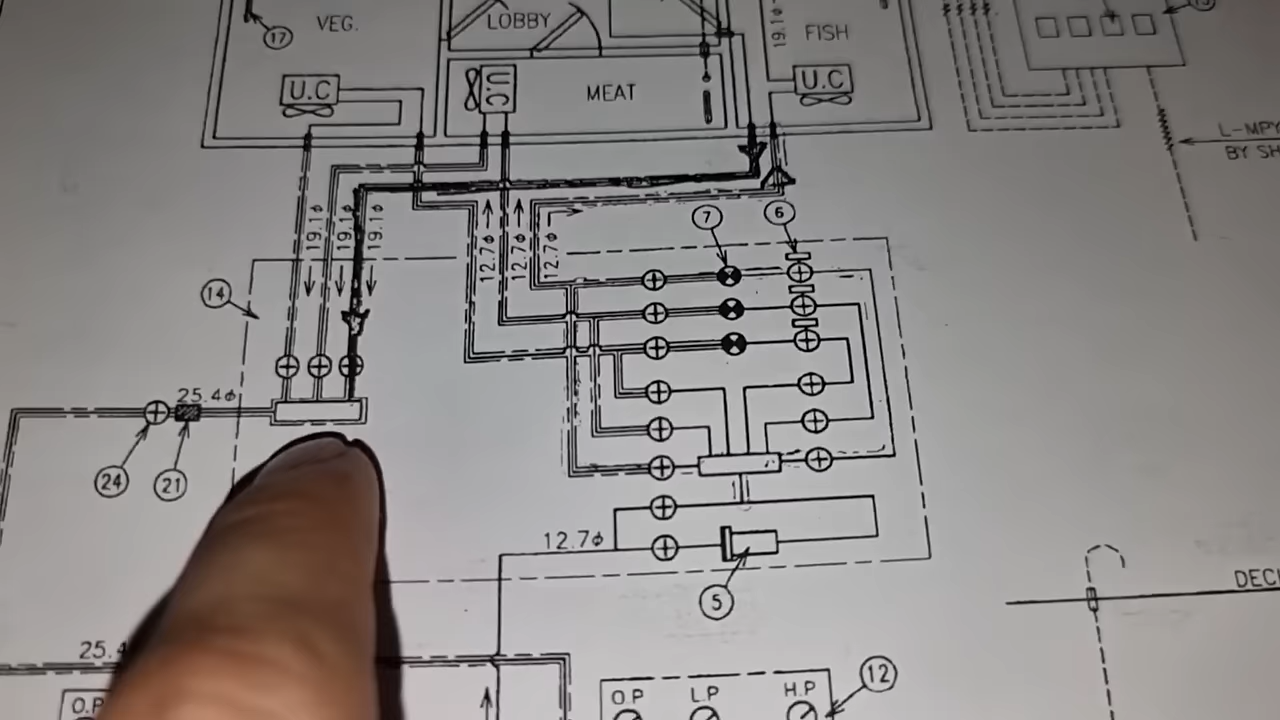 VEG.
LOBBY
19.1ϕ
FISH
17
U.C
U.C
MEAT
U.C
L-MPY
BY SH
19.1ϕ
19.1ϕ
19.1ϕ
12.7ϕ
12.7ϕ
12.7ϕ
7
6
14
25.4ϕ
24
21
12.7ϕ
5
DECK
25.4
O.P
O.P
L.P
H.P
12